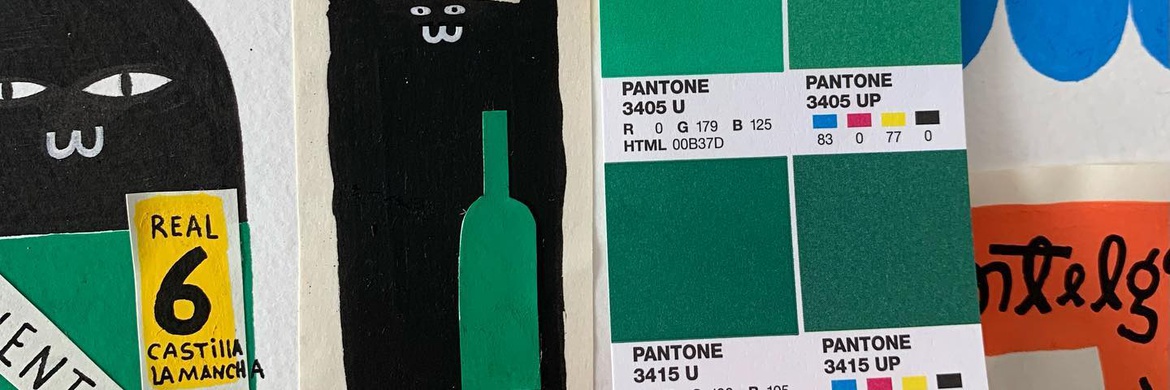 REAL
6
CASTiLLA
LA MANCHA
PANTONE
3405 U
R 0 G 179 B 125
HTML 00B37D
PANTONE
3405 UP
83 0 77 0
PANTONE
3415 U
PANTONE
3415 UP